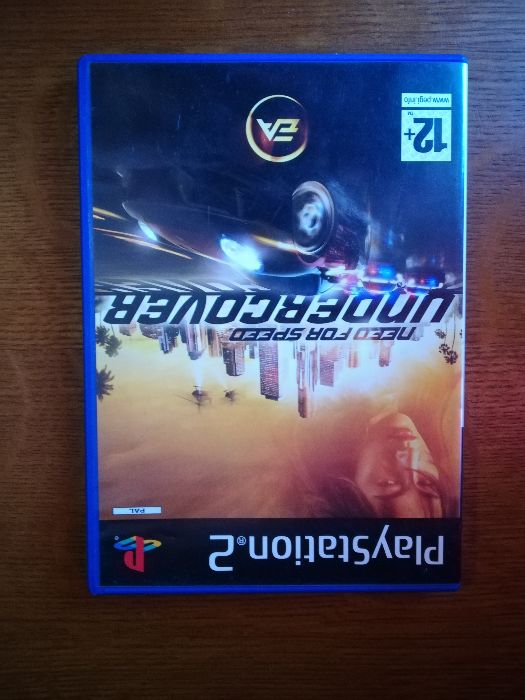 PlayStation®2
PAL
NEED FOR SPEED
UNDERCOVER
12+
www.pegi.info
EA